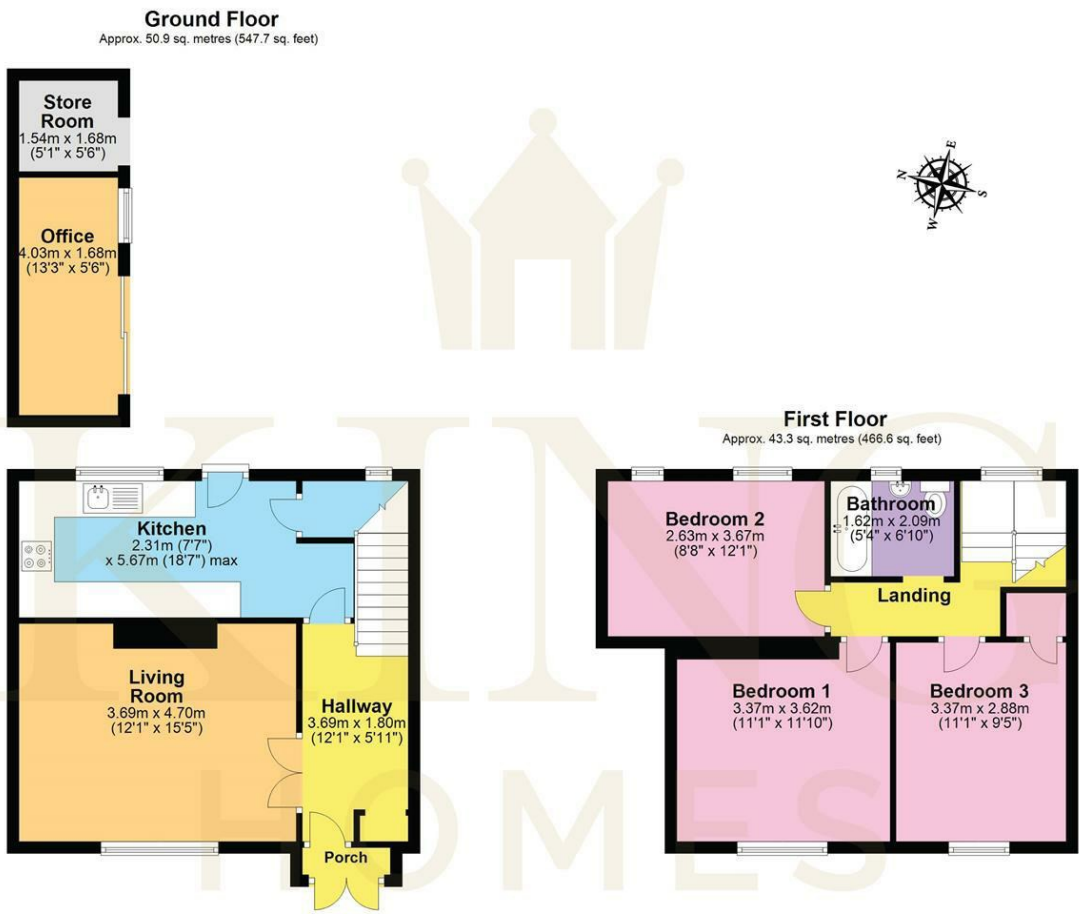 Ground Floor
Approx. 50.9 sq. metres (547.7 sq. feet)
Store
Room
1.54m x 1.68m
(5'1" x 5'6")
Office
4.03m x 1.68m
(13'3" x 5'6")
N
E
S
W
Kitchen
2.31m (7'7")
x 5.67m (18'7") max
Living
Room
3.69m x 4.70m
(12'1" x 15'5")
Hallway
3.69m x 1.80m
(12'1" x 5'11")
Porch
First Floor
Approx. 43.3 sq. metres (466.6 sq. feet)
Bedroom 2
2.63m x 3.67m
(8'8" x 12'1")
Bathroom
1.62m x 2.09m
(5'4" x 6'10")
Landing
Bedroom 1
3.37m x 3.62m
(11'1" x 11'10")
Bedroom 3
3.37m x 2.88m
(11'1" x 9'5")
KING
HOMES